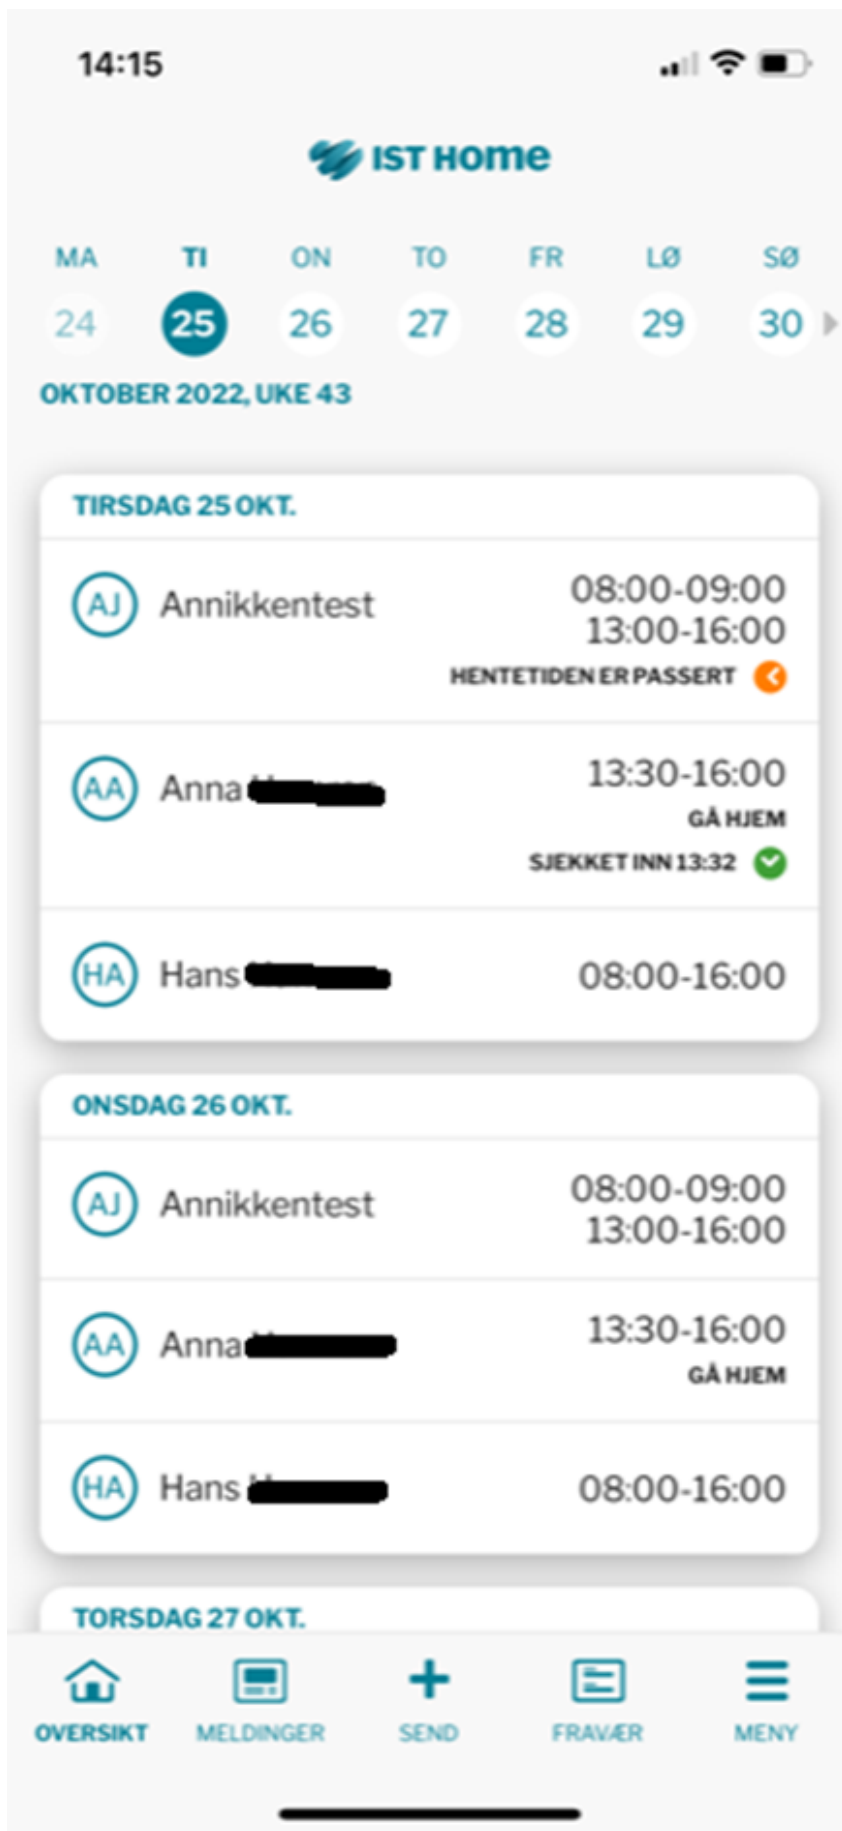 14:15
IST Home
MA TI ON TO FR LØ SØ
24 25 26 27 28 29 30
OKTOBER 2022, UKE 43
TIRSDAG 25 OKT.
AJ Annikkentest 08:00-09:00
13:00-16:00
HENTETIDEN ER PASSERT
AA Anna 13:30-16:00
GÅ HJEM
SJEKKET INN 13:32
HA Hans 08:00-16:00
ONSDAG 26 OKT.
AJ Annikkentest 08:00-09:00
13:00-16:00
AA Anna 13:30-16:00
GÅ HJEM
HA Hans 08:00-16:00
TORSDAG 27 OKT.
OVERSIKT MELDINGER SEND FRAVÆR MENY